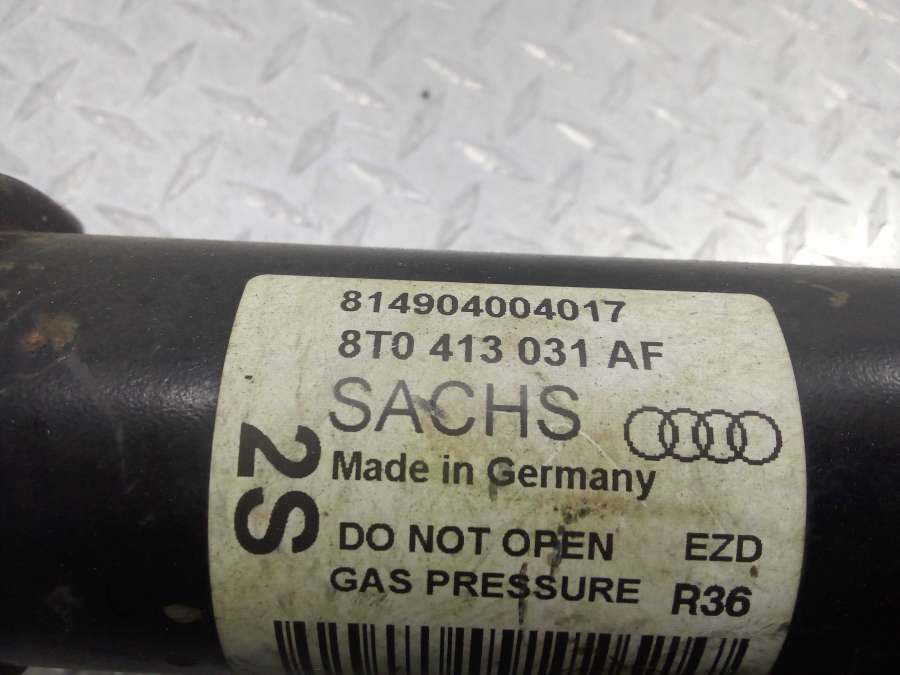 814904004017
8T0 413 031 AF
SACHS
Made in Germany
2S
DO NOT OPEN EZD
GAS PRESSURE R36